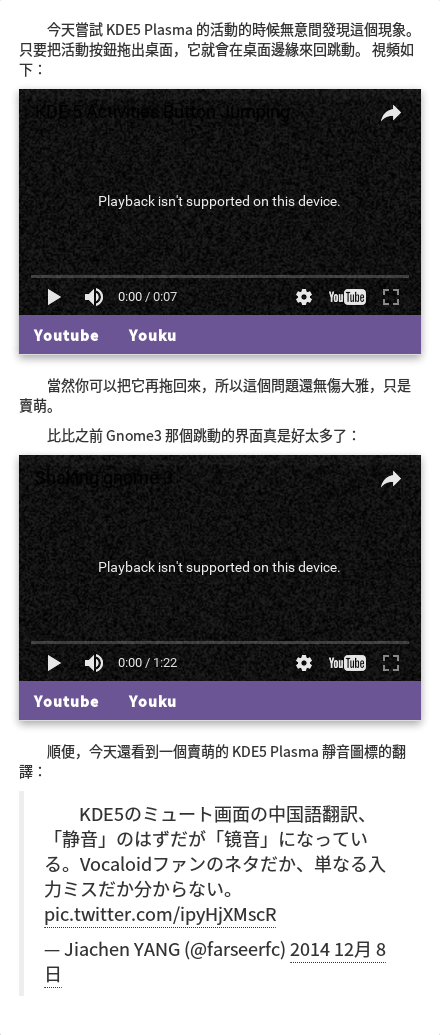 今天嘗試 KDE5 Plasma 的活動的時候無意間發現這個現象。
只要把活動按鈕拖出桌面，它就會在桌面邊緣來回跳動。 視頻如
下：
KDE 5 Activities Button Jumping
Playback isn't supported on this device.
0:00 / 0:07
YouTube
Youtube Youku
當然你可以把它再拖回來，所以這個問題還無傷大雅，只是
賣萌。
比比之前 Gnome3 那個跳動的界面真是好太多了：
Shaking gnome 3
Playback isn't supported on this device.
0:00 / 1:22
YouTube
Youtube Youku
順便，今天還看到一個賣萌的 KDE5 Plasma 靜音圖標的翻
譯：
KDE5のミュート画面の中国語翻訳、
「静音」のはずだが「镜音」になってい
る。Vocaloidファンのネタだか、単なる入
力ミスだか分からない。
pic.twitter.com/ipyHjXMscR
— Jiachen YANG (@farseerfc) 2014 12月 8
日